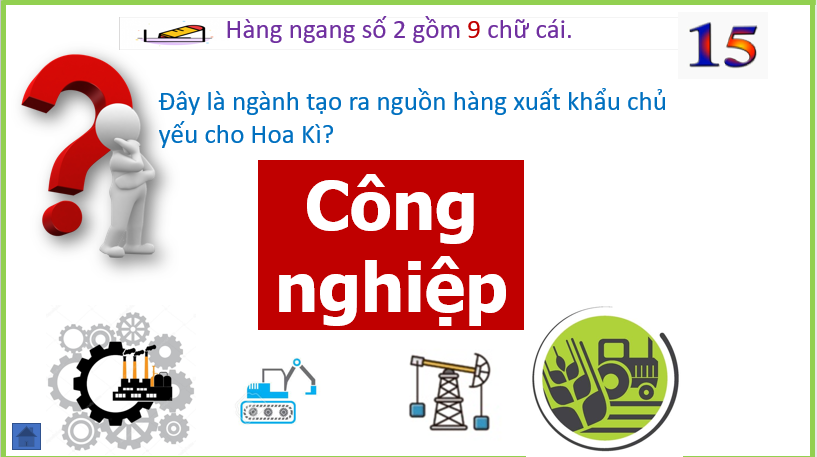 Hàng ngang số 2 gồm 9 chữ cái.
15
Đây là ngành tạo ra nguồn hàng xuất khẩu chủ
yếu cho Hoa Kì?
Công
nghiệp